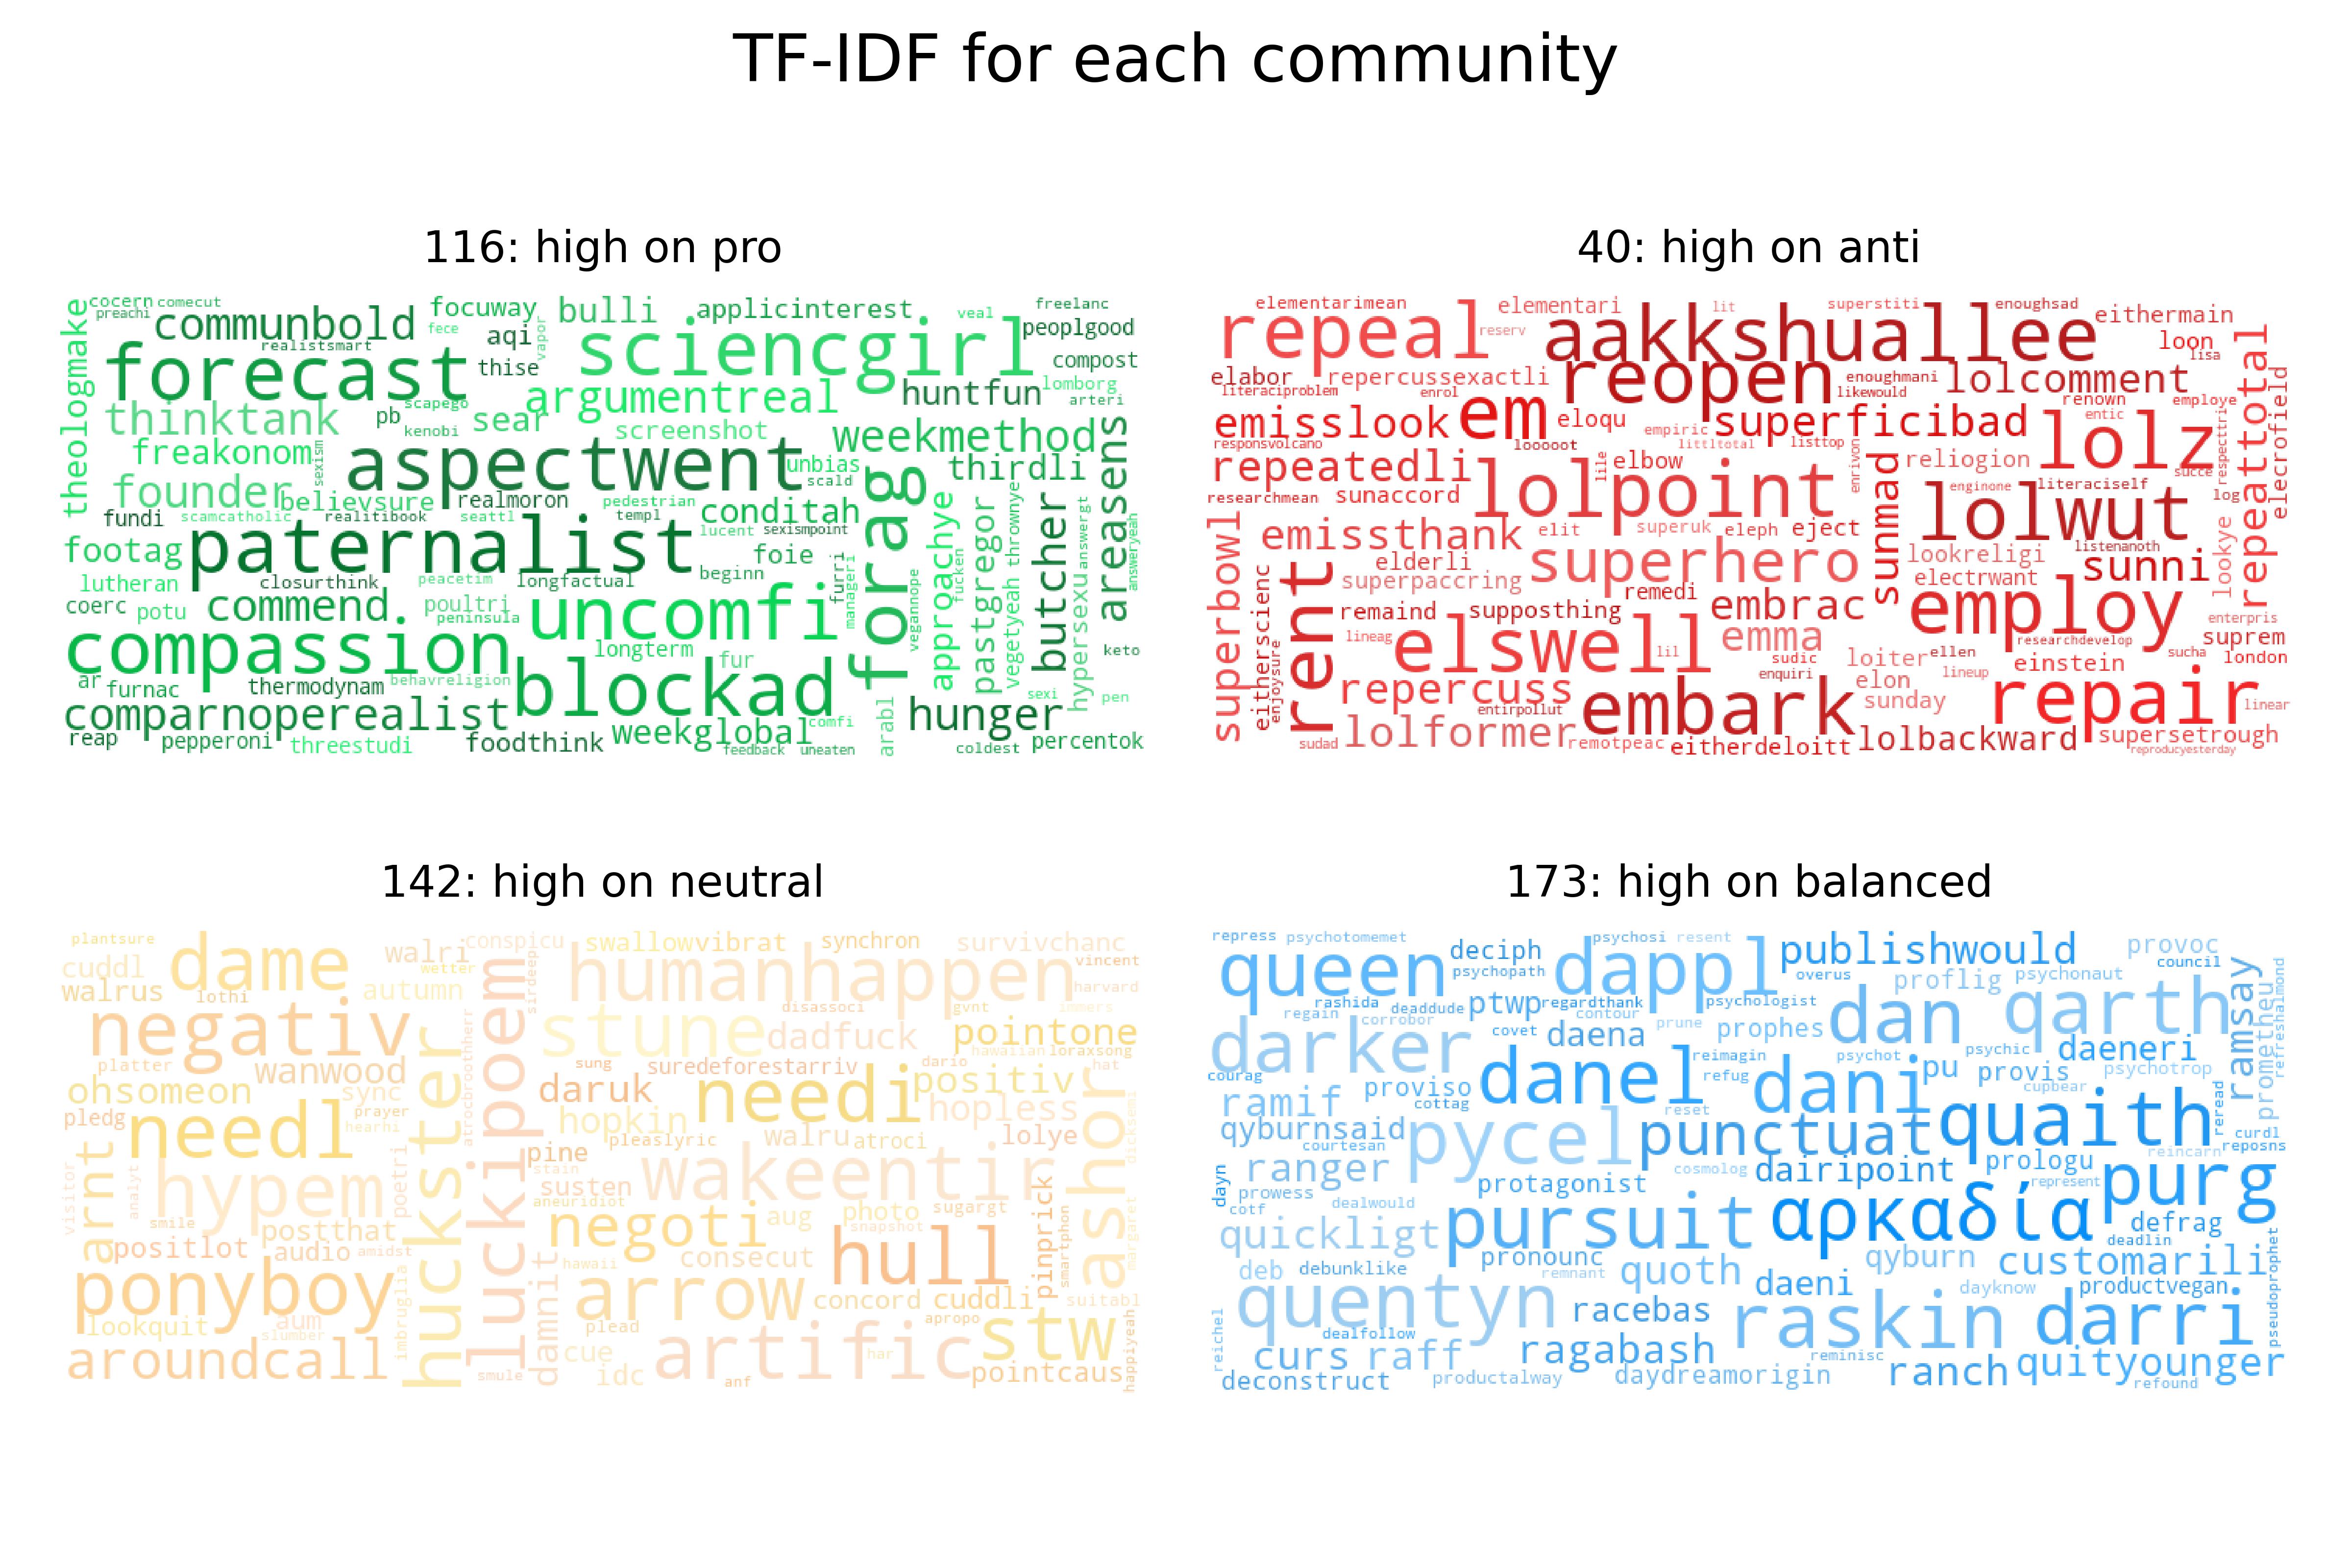 TF-IDF for each community
116: high on pro
cocern comecut
preachi
theologmake
communbold
focuway
bulli
applicinterest
veal
freelanc
peoplgood
fece
aqi
vapor
realistsmart
forecast
thise
sciencgirl
compost
argumentreal
huntfun
lomborg
arteri
thinktank
pb
scapego
kenobi
sear
screenshot
weekmethod
freakonom
sexism
aspectwent
unbias
scald
thirdli
areassens
founder
believsure
realmoron
pedestrian
conditah
forag
fundi
scamcatholic
realitibook
seattl
templ
lucent
sexismpoint
footag
paternalist
foie
furri
manageri
vegannope
approachye
fucken
pastgregor
vegetyeah
thrownye
butcher
hypersexu
answergt
answeryeah
lutheran
closurthink
peacetim
longfactual
beginn
coerc
potu
commend
poultri
peninsula
uncomfi
compassion
longterm
keto
ar
furnac
thermodynam
behavreligion
fur
blockad
sexi
pen
comparnoperealist
weekglobal
comfi
arabl
hunger
reap
pepperoni
threestudi
foodthink
feedback
uneaten
coldest
percentok
40: high on anti
elementarimean
elementari
lit
superstiti
enoughsad
eithermain
repeal
reserv
aakkshuallee
loon
lisa
elabor
repercussexactli
reopen
enoughmani
lolcomment
literaciproblem
enrol
likewould
renown
employe
elecrofield
emisslook
em
eloqu
empiric
superficibad
entic
lolz
respecttri
repeattotal
responsvolcano
looooot
littltotal
listtop
repeatedli
lile
elbow
enrivon
sunmad
reliogion
succe
researchmean
sunaccord
lolpoint
enginone
literaciself
log
superbowl
emissthank
elit
superuk
eleph
eject
lolwut
listenanoth
lookye
elderli
superhero
lookreligi
eitherscienc
enjoysure
rent
superpaccring
electrwant
sunni
remaind
supposthing
remedi
embrac
employ
enterpris
lineag
elswell
emma
researchdevelop
suprem
lil
sudic
loiter
ellen
lineup
einstein
sucha
london
enquiri
elon
repercuss
entirpollut
embark
sunday
repair
linear
sudad
lolformer
remotpeac
eitherdeloitt
lolbackward
supersetrough
reproducyesterday
142: high on neutral
plantsure
dame
walri
conspicu
swallowvibrat
synchron
survivchanc
cuddl
wetter
sirdeep
humanhappen
vincent
walrus
lothi
autumn
harvard
negativ
disassoci
gvnt
immers
huckster
atrocbroothherr
luckipoem
stune
dadfuck
pointone
platter
wanwood
hawaiian
loraxsong
sung
suredeforestarriv
dario
hat
ohsomeon
sync
daruk
needi
positiv
ashor
pledg
needl
prayer
hearhi
hopkin
hopless
dicksemi
pleaslyric
walru
atroci
lolye
arnt
visitor
analyt
hypem
poetri
pine
stain
wakeentir
susten
aneuridiot
pinprick
smartphon
margaret
smile
postthat
negoti
aug
photo
snapshot
sugargt
positlot
audio
amidst
consecut
hull
ponyboy
imbruglia
damnit
hawaii
arrow
concord
cuddli
suitabl
lookquit
aum
slumber
plead
apropo
stw
happiyeah
aroundcall
smule
cue
idc
artific
har
anf
pointcaus
173: high on balanced
repress
psychotomemet
deciph
psychosi
resent
publishwould
provoc
council
queen
psychopath
dappl
overus
proflig
psychonaut
ramsay
prometheu
refreshalmond
rashida
deaddude
ptwp
regardthank
psychologist
dan
qarth
regain
corrobor
contour
darker
covet
daena
prune
prophes
courag
danel
reimagin
psychot
psychic
daeneri
proviso
refug
dani
pu
provis
psychotrop
ramif
cottag
cupbear
reset
quaith
reread
qyburnsaid
courtesan
pycel
punctuat
curdl
reposns
ranger
cosmolog
dairipoint
prologu
reincarn
dayn
prowess
protagonist
represent
purg
cotf
dealwould
quickligt
pursuit
αρκαδία
defrag
deadlin
pseudoprophet
deb
debunklike
pronounc
remnant
quoth
qyburn
customarili
daeni
dayknow
productvegan
quentyn
racebas
raskin
darri
reichel
dealfollow
curs
raff
ragabash
reminisc
ranch
quityounger
deconstruct
productalway
daydreamorigin
refound